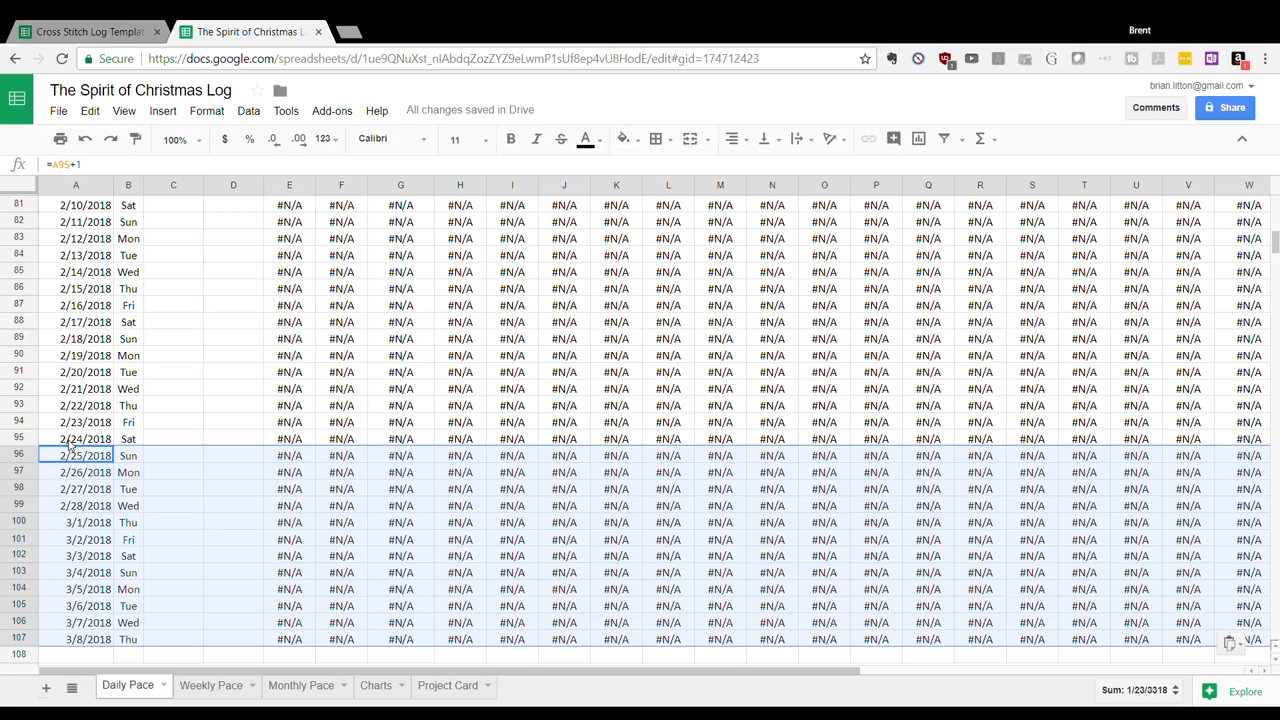 Brent
Cross Stitch Log Templat ×
The Spirit of Christmas L ×
Secure https://docs.google.com/spreadsheets/d/1ue9QNuXst_nIAbdqZozZYZ9eLwmP1sUf8ep4vU8HodE/edit#gid=174712423
The Spirit of Christmas Log
brian.litton@gmail.com
File Edit View Insert Format Data Tools Add-ons Help All changes saved in Drive
Comments Share
100% $ % .0 .00 123 Calibri 11 B I S A Σ
fx =A95+1
A B C D E F G H I J K L M N O P Q R S T U V W
81 2/10/2018 Sat #N/A #N/A #N/A #N/A #N/A #N/A #N/A #N/A #N/A #N/A #N/A #N/A #N/A #N/A #N/A #N/A #N/A #N/A #N/A
82 2/11/2018 Sun #N/A #N/A #N/A #N/A #N/A #N/A #N/A #N/A #N/A #N/A #N/A #N/A #N/A #N/A #N/A #N/A #N/A #N/A #N/A
83 2/12/2018 Mon #N/A #N/A #N/A #N/A #N/A #N/A #N/A #N/A #N/A #N/A #N/A #N/A #N/A #N/A #N/A #N/A #N/A #N/A #N/A
84 2/13/2018 Tue #N/A #N/A #N/A #N/A #N/A #N/A #N/A #N/A #N/A #N/A #N/A #N/A #N/A #N/A #N/A #N/A #N/A #N/A #N/A
85 2/14/2018 Wed #N/A #N/A #N/A #N/A #N/A #N/A #N/A #N/A #N/A #N/A #N/A #N/A #N/A #N/A #N/A #N/A #N/A #N/A #N/A
86 2/15/2018 Thu #N/A #N/A #N/A #N/A #N/A #N/A #N/A #N/A #N/A #N/A #N/A #N/A #N/A #N/A #N/A #N/A #N/A #N/A #N/A
87 2/16/2018 Fri #N/A #N/A #N/A #N/A #N/A #N/A #N/A #N/A #N/A #N/A #N/A #N/A #N/A #N/A #N/A #N/A #N/A #N/A #N/A
88 2/17/2018 Sat #N/A #N/A #N/A #N/A #N/A #N/A #N/A #N/A #N/A #N/A #N/A #N/A #N/A #N/A #N/A #N/A #N/A #N/A #N/A
89 2/18/2018 Sun #N/A #N/A #N/A #N/A #N/A #N/A #N/A #N/A #N/A #N/A #N/A #N/A #N/A #N/A #N/A #N/A #N/A #N/A #N/A
90 2/19/2018 Mon #N/A #N/A #N/A #N/A #N/A #N/A #N/A #N/A #N/A #N/A #N/A #N/A #N/A #N/A #N/A #N/A #N/A #N/A #N/A
91 2/20/2018 Tue #N/A #N/A #N/A #N/A #N/A #N/A #N/A #N/A #N/A #N/A #N/A #N/A #N/A #N/A #N/A #N/A #N/A #N/A #N/A
92 2/21/2018 Wed #N/A #N/A #N/A #N/A #N/A #N/A #N/A #N/A #N/A #N/A #N/A #N/A #N/A #N/A #N/A #N/A #N/A #N/A #N/A
93 2/22/2018 Thu #N/A #N/A #N/A #N/A #N/A #N/A #N/A #N/A #N/A #N/A #N/A #N/A #N/A #N/A #N/A #N/A #N/A #N/A #N/A
94 2/23/2018 Fri #N/A #N/A #N/A #N/A #N/A #N/A #N/A #N/A #N/A #N/A #N/A #N/A #N/A #N/A #N/A #N/A #N/A #N/A #N/A
95 2/24/2018 Sat #N/A #N/A #N/A #N/A #N/A #N/A #N/A #N/A #N/A #N/A #N/A #N/A #N/A #N/A #N/A #N/A #N/A #N/A #N/A
96 2/25/2018 Sun #N/A #N/A #N/A #N/A #N/A #N/A #N/A #N/A #N/A #N/A #N/A #N/A #N/A #N/A #N/A #N/A #N/A #N/A #N/A
97 2/26/2018 Mon #N/A #N/A #N/A #N/A #N/A #N/A #N/A #N/A #N/A #N/A #N/A #N/A #N/A #N/A #N/A #N/A #N/A #N/A #N/A
98 2/27/2018 Tue #N/A #N/A #N/A #N/A #N/A #N/A #N/A #N/A #N/A #N/A #N/A #N/A #N/A #N/A #N/A #N/A #N/A #N/A #N/A
99 2/28/2018 Wed #N/A #N/A #N/A #N/A #N/A #N/A #N/A #N/A #N/A #N/A #N/A #N/A #N/A #N/A #N/A #N/A #N/A #N/A #N/A
100 3/1/2018 Thu #N/A #N/A #N/A #N/A #N/A #N/A #N/A #N/A #N/A #N/A #N/A #N/A #N/A #N/A #N/A #N/A #N/A #N/A #N/A
101 3/2/2018 Fri #N/A #N/A #N/A #N/A #N/A #N/A #N/A #N/A #N/A #N/A #N/A #N/A #N/A #N/A #N/A #N/A #N/A #N/A #N/A
102 3/3/2018 Sat #N/A #N/A #N/A #N/A #N/A #N/A #N/A #N/A #N/A #N/A #N/A #N/A #N/A #N/A #N/A #N/A #N/A #N/A #N/A
103 3/4/2018 Sun #N/A #N/A #N/A #N/A #N/A #N/A #N/A #N/A #N/A #N/A #N/A #N/A #N/A #N/A #N/A #N/A #N/A #N/A #N/A
104 3/5/2018 Mon #N/A #N/A #N/A #N/A #N/A #N/A #N/A #N/A #N/A #N/A #N/A #N/A #N/A #N/A #N/A #N/A #N/A #N/A #N/A
105 3/6/2018 Tue #N/A #N/A #N/A #N/A #N/A #N/A #N/A #N/A #N/A #N/A #N/A #N/A #N/A #N/A #N/A #N/A #N/A #N/A #N/A
106 3/7/2018 Wed #N/A #N/A #N/A #N/A #N/A #N/A #N/A #N/A #N/A #N/A #N/A #N/A #N/A #N/A #N/A #N/A #N/A #N/A #N/A
107 3/8/2018 Thu #N/A #N/A #N/A #N/A #N/A #N/A #N/A #N/A #N/A #N/A #N/A #N/A #N/A #N/A #N/A #N/A #N/A #N/A N/A
108
Daily Pace Weekly Pace Monthly Pace Charts Project Card Sum: 1/23/3318 Explore